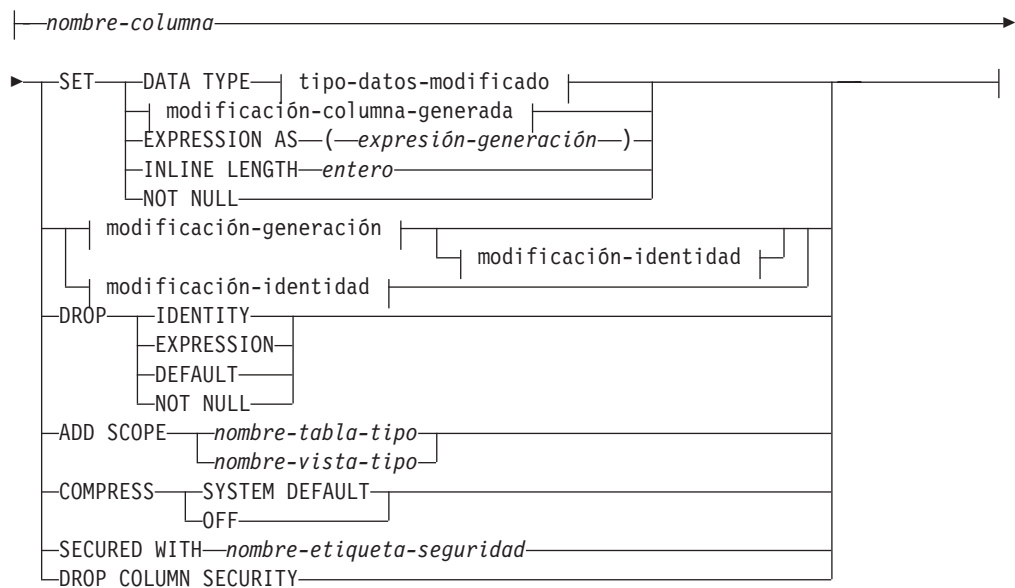 nombre-columna
SET DATA TYPE tipo-datos-modificado
modificación-columna-generada
EXPRESSION AS ( expresión-generación )
INLINE LENGTH entero
NOT NULL
modificación-generación
modificación-identidad
modificación-identidad
DROP IDENTITY
EXPRESSION
DEFAULT
NOT NULL
ADD SCOPE nombre-tabla-tipo
nombre-vista-tipo
COMPRESS SYSTEM DEFAULT
OFF
SECURED WITH nombre-etiqueta-seguridad
DROP COLUMN SECURITY